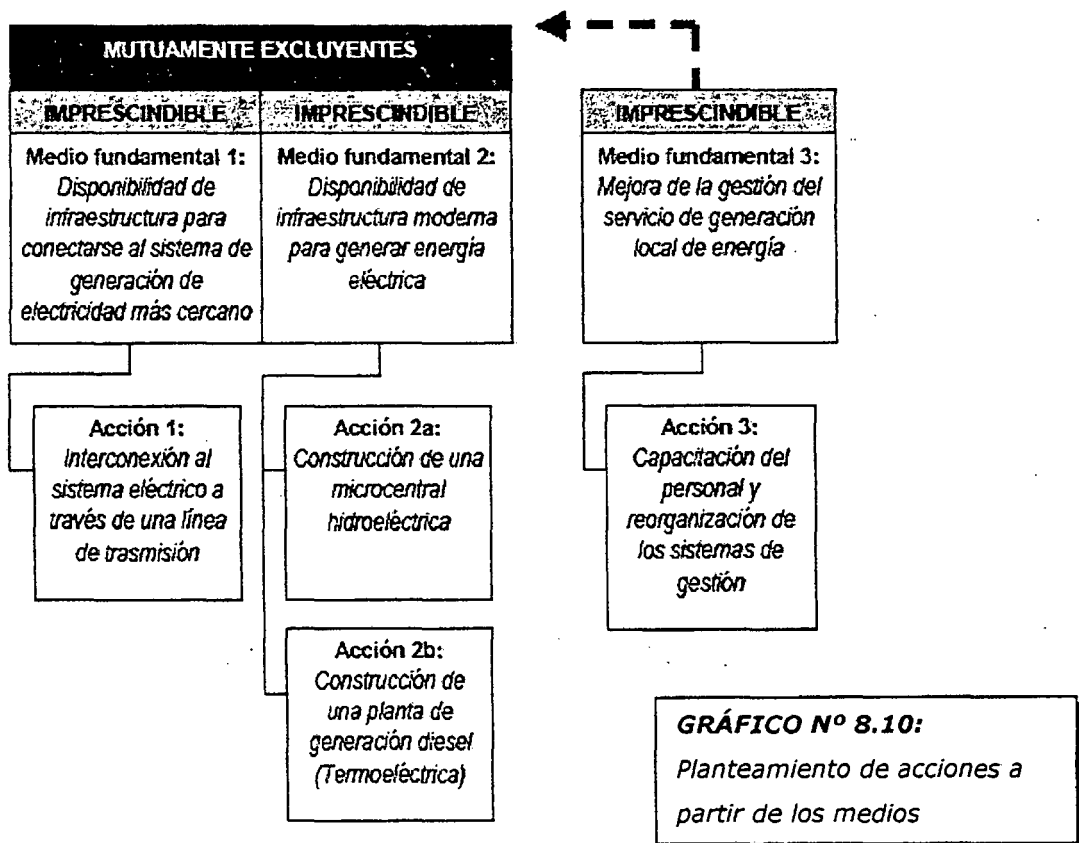 MUTUAMENTE EXCLUYENTES
IMPRESCINDIBLE
IMPRESCINDIBLE
IMPRESCINDIBLE
Medio fundamental 1:
Disponibilidad de
infraestructura para
conectarse al sistema de
generación de
electricidad más cercano
Medio fundamental 2:
Disponibilidad de
infraestructura moderna
para generar energía
eléctrica
Medio fundamental 3:
Mejora de la gestión del
servicio de generación
local de energía
Acción 1:
Interconexión al
sistema eléctrico a
través de una línea
de trasmisión
Acción 2a:
Construcción de una
microcentral
hidroeléctrica
Acción 3:
Capacitación del
personal y
reorganización de
los sistemas de
gestión
Acción 2b:
Construcción de
una planta de
generación diesel
(Termoeléctrica)
GRÁFICO Nº 8.10:
Planteamiento de acciones a
partir de los medios